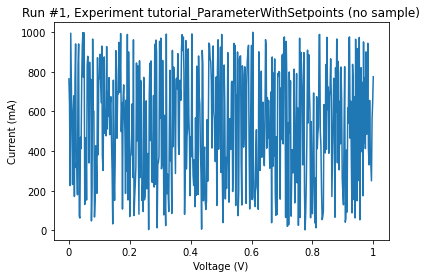 Run #1, Experiment tutorial_ParameterWithSetpoints (no sample)
1000
800
600
400
200
0
Current (mA)
0.0 0.2 0.4 0.6 0.8 1
Voltage (V)